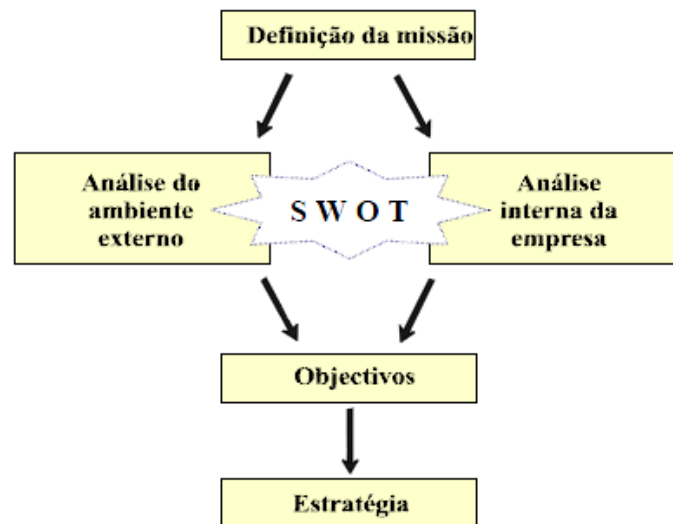 Definição da missão
Análise do
ambiente
externo
S W O T
Análise
interna da
empresa
Objectivos
Estratégia